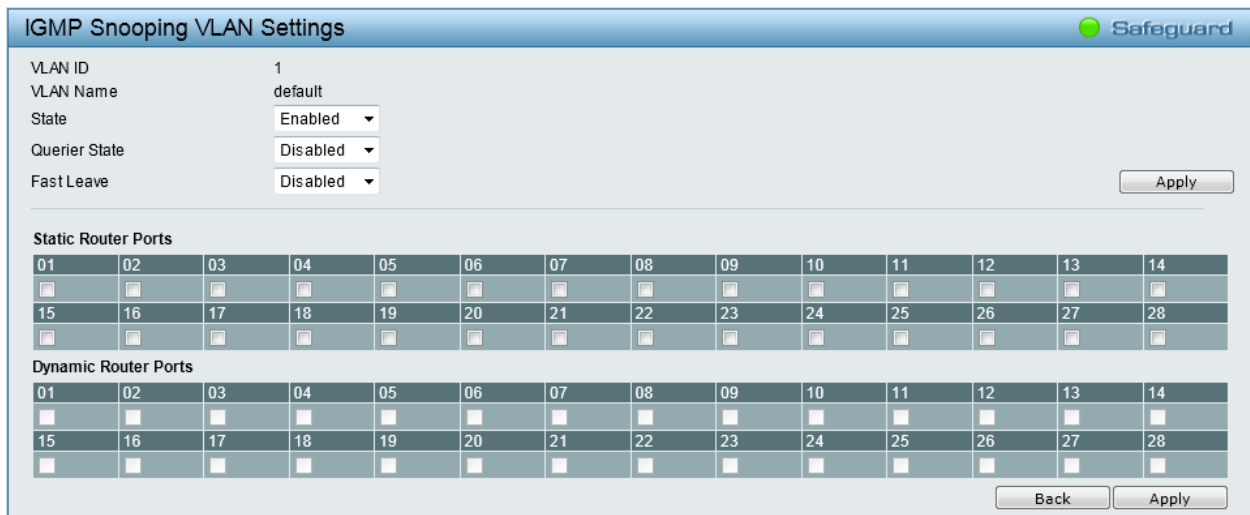 IGMP Snooping VLAN Settings Safeguard
VLAN ID 1
VLAN Name default
State Enabled
Querier State Disabled
Fast Leave Disabled Apply
Static Router Ports
01 02 03 04 05 06 07 08 09 10 11 12 13 14
15 16 17 18 19 20 21 22 23 24 25 26 27 28
Dynamic Router Ports
01 02 03 04 05 06 07 08 09 10 11 12 13 14
15 16 17 18 19 20 21 22 23 24 25 26 27 28
Back Apply